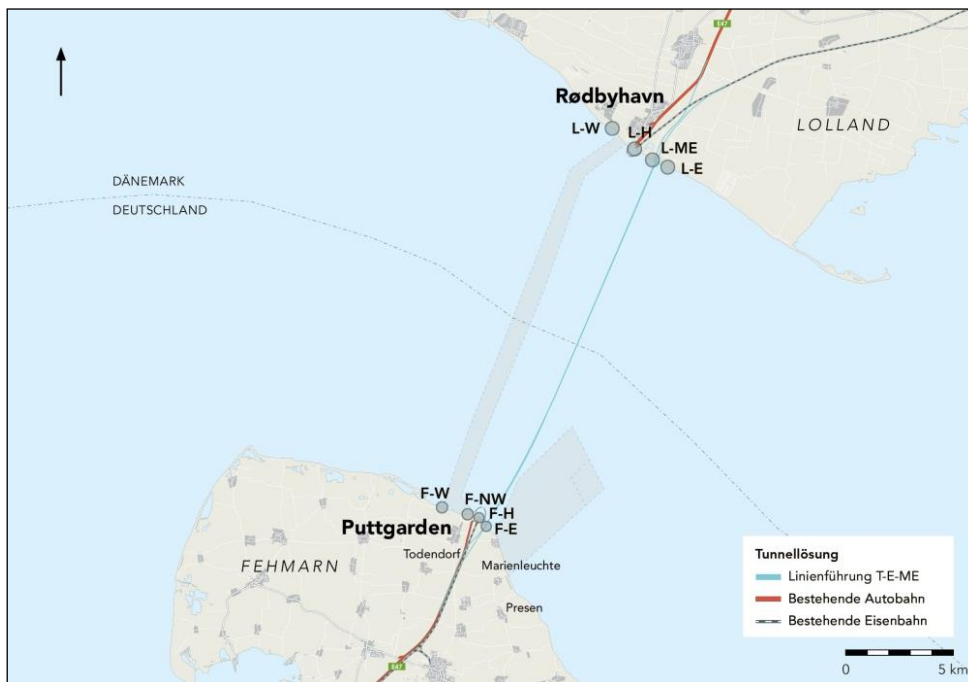 E47
Rødbyhavn
L-W
L-H
LOLLAND
L-ME
L-E
DÄNEMARK
DEUTSCHLAND
F-W
F-NW
F-H
Puttgarden
F-E
Todendorf
FEHMARN
Marienleuchte
Presen
E47
Tunnellösung
Linienführung T-E-ME
Bestehende Autobahn
Bestehende Eisenbahn
0 5 km